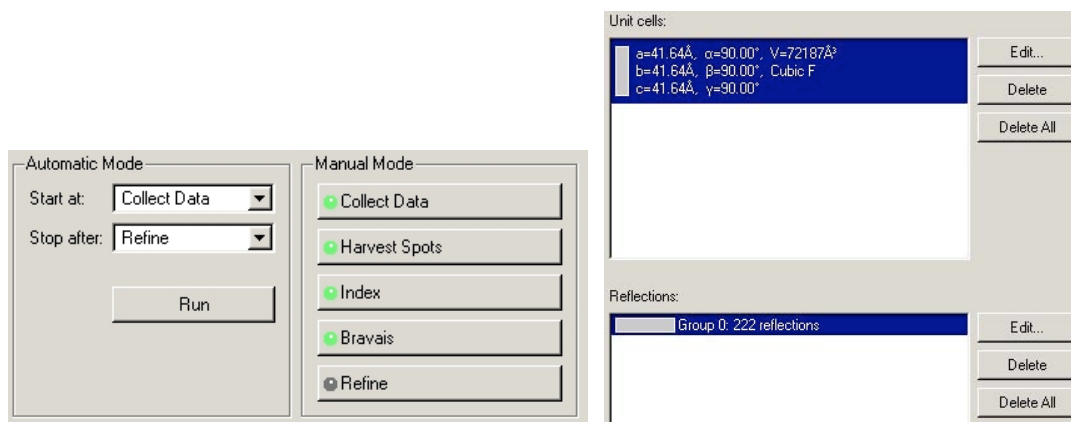 Automatic Mode
Start at: Collect Data
Stop after: Refine
Run
Manual Mode
Collect Data
Harvest Spots
Index
Bravais
Refine
Unit cells:
a=41.64Å, α=90.00°, V=72187Å³
b=41.64Å, β=90.00°, Cubic F
c=41.64Å, γ=90.00°
Edit...
Delete
Delete All
Reflections:
Group 0: 222 reflections
Edit...
Delete
Delete All